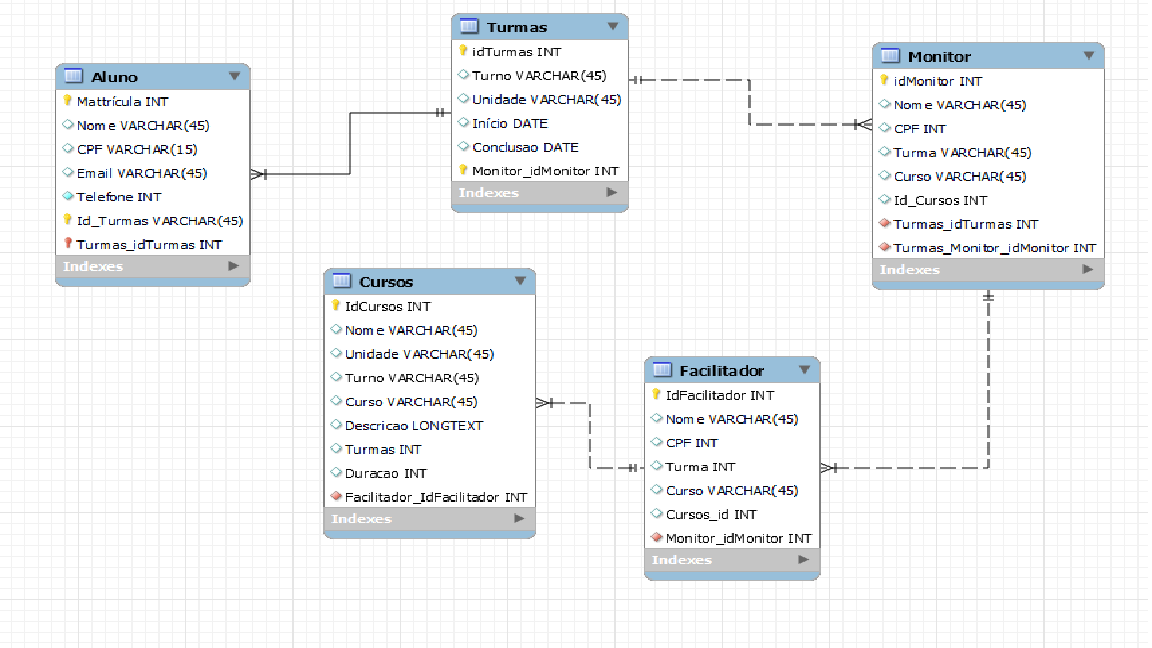 Aluno
Mattrícula INT
Nome VARCHAR(45)
CPF VARCHAR(15)
Email VARCHAR(45)
Telefone INT
Id_Turmas VARCHAR(45)
Turmas_idTurmas INT
Indexes
Turmas
idTurmas INT
Turno VARCHAR(45)
Unidade VARCHAR(45)
Início DATE
Conclusao DATE
Monitor_idMonitor INT
Indexes
Monitor
idMonitor INT
Nome VARCHAR(45)
CPF INT
Turma VARCHAR(45)
Curso VARCHAR(45)
Id_Cursos INT
Turmas_idTurmas INT
Turmas_Monitor_idMonitor INT
Indexes
Cursos
IdCursos INT
Nome VARCHAR(45)
Unidade VARCHAR(45)
Turno VARCHAR(45)
Curso VARCHAR(45)
Descricao LONGTEXT
Turmas INT
Duracao INT
Facilitador_IdFacilitador INT
Indexes
Facilitador
IdFacilitador INT
Nome VARCHAR(45)
CPF INT
Turma INT
Curso VARCHAR(45)
Cursos_id INT
Monitor_idMonitor INT
Indexes